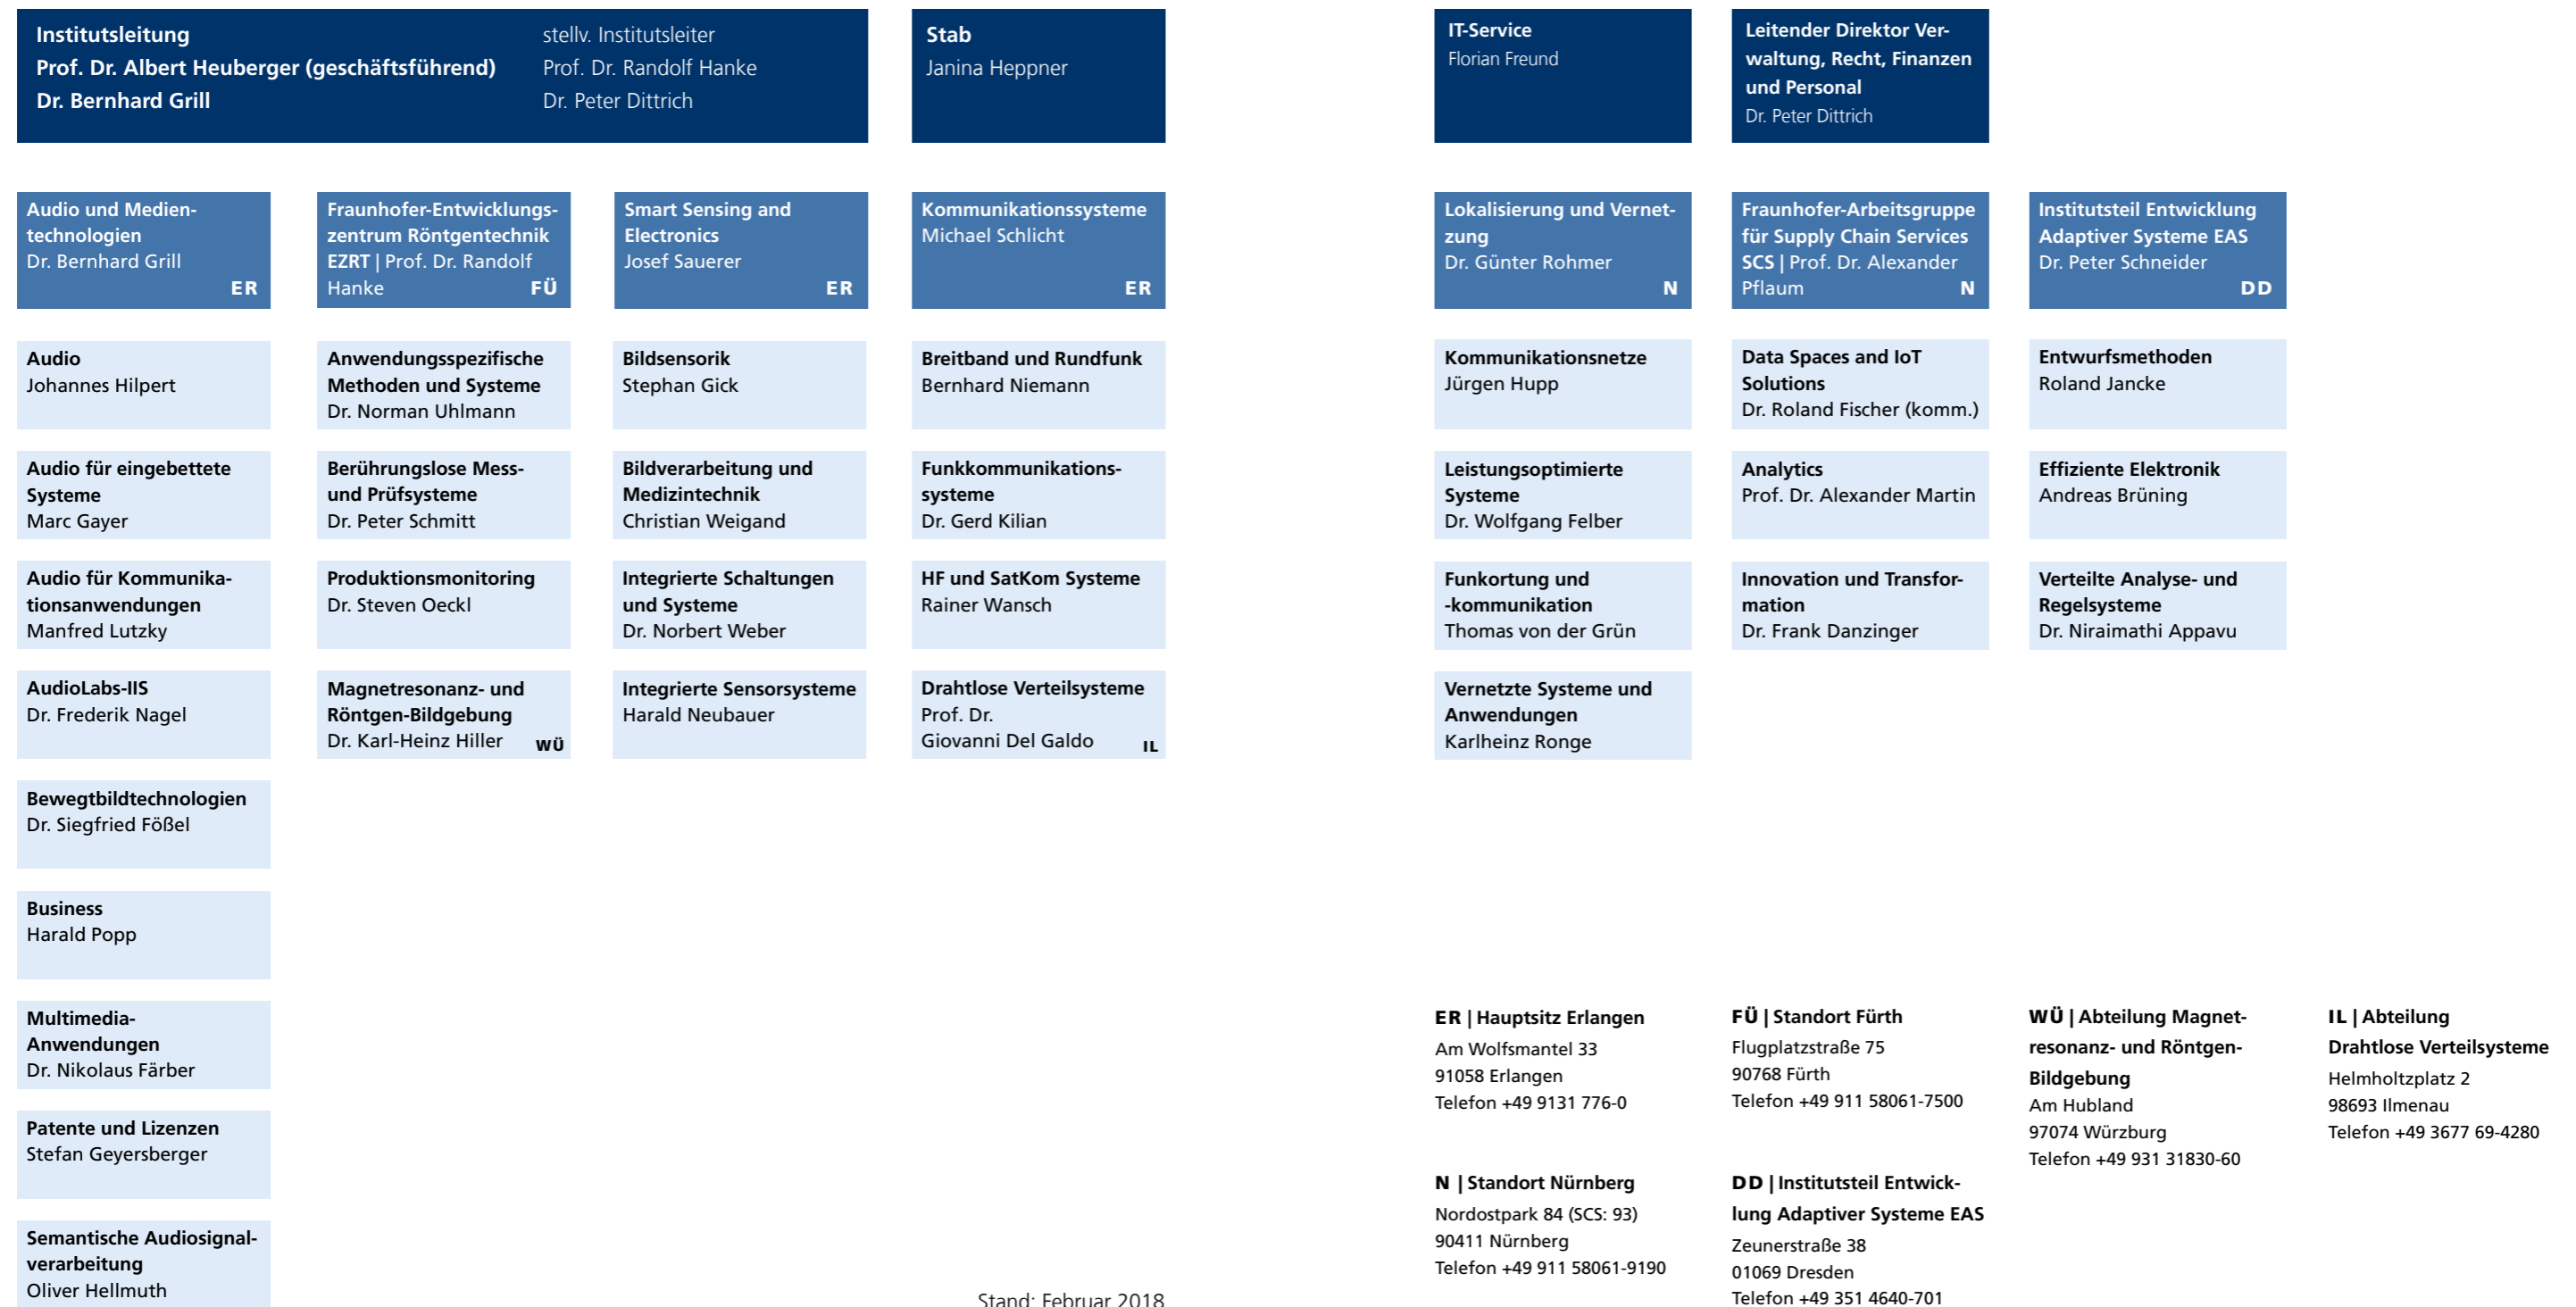 Institutsleitung
Prof. Dr. Albert Heuberger (geschäftsführend)
Dr. Bernhard Grill
stellv. Institutsleiter
Prof. Dr. Randolf Hanke
Dr. Peter Dittrich
Stab
Janina Heppner
IT-Service
Florian Freund
Leitender Direktor Ver-
waltung, Recht, Finanzen
und Personal
Dr. Peter Dittrich
Audio und Medien-
technologien
Dr. Bernhard Grill
ER
Audio
Johannes Hilpert
Audio für eingebettete
Systeme
Marc Gayer
Audio für Kommunika-
tionsanwendungen
Manfred Lutzky
AudioLabs-IIS
Dr. Frederik Nagel
Bewegtbildtechnologien
Dr. Siegfried Fößel
Business
Harald Popp
Multimedia-
Anwendungen
Dr. Nikolaus Färber
Patente und Lizenzen
Stefan Geyersberger
Semantische Audiosignal-
verarbeitung
Oliver Hellmuth
Fraunhofer-Entwicklungs-
zentrum Röntgentechnik
EZRT | Prof. Dr. Randolf
Hanke FÜ
Anwendungsspezifische
Methoden und Systeme
Dr. Norman Uhlmann
Berührungslose Mess-
und Prüfsysteme
Dr. Peter Schmitt
Produktionsmonitoring
Dr. Steven Oeckl
Magnetresonanz- und
Röntgen-Bildgebung
Dr. Karl-Heinz Hiller WÜ
Smart Sensing and
Electronics
Josef Sauerer
ER
Bildsensorik
Stephan Gick
Bildverarbeitung und
Medizintechnik
Christian Weigand
Integrierte Schaltungen
und Systeme
Dr. Norbert Weber
Integrierte Sensorsysteme
Harald Neubauer
Kommunikationssysteme
Michael Schlicht
ER
Breitband und Rundfunk
Bernhard Niemann
Funkkommunikations-
systeme
Dr. Gerd Kilian
HF und SatKom Systeme
Rainer Wansch
Drahtlose Verteilsysteme
Prof. Dr.
Giovanni Del Galdo IL
Lokalisierung und Vernet-
zung
Dr. Günter Rohmer
N
Kommunikationsnetze
Jürgen Hupp
Leistungsoptimierte
Systeme
Dr. Wolfgang Felber
Funkortung und
-kommunikation
Thomas von der Grün
Vernetzte Systeme und
Anwendungen
Karlheinz Ronge
Fraunhofer-Arbeitsgruppe
für Supply Chain Services
SCS | Prof. Dr. Alexander
Pflaum N
Data Spaces and IoT
Solutions
Dr. Roland Fischer (komm.)
Analytics
Prof. Dr. Alexander Martin
Innovation und Transfor-
mation
Dr. Frank Danzinger
Institutsteil Entwicklung
Adaptiver Systeme EAS
Dr. Peter Schneider
DD
Entwurfsmethoden
Roland Jancke
Effiziente Elektronik
Andreas Brüning
Verteilte Analyse- und
Regelsysteme
Dr. Niraimathi Appavu
ER | Hauptsitz Erlangen
Am Wolfsmantel 33
91058 Erlangen
Telefon +49 9131 776-0
FÜ | Standort Fürth
Flugplatzstraße 75
90768 Fürth
Telefon +49 911 58061-7500
WÜ | Abteilung Magnet-
resonanz- und Röntgen-
Bildgebung
Am Hubland
97074 Würzburg
Telefon +49 931 31830-60
IL | Abteilung
Drahtlose Verteilsysteme
Helmholtzplatz 2
98693 Ilmenau
Telefon +49 3677 69-4280
N | Standort Nürnberg
Nordostpark 84 (SCS: 93)
90411 Nürnberg
Telefon +49 911 58061-9190
DD | Institutsteil Entwick-
lung Adaptiver Systeme EAS
Zeunerstraße 38
01069 Dresden
Telefon +49 351 4640-701
Stand: Februar 2018